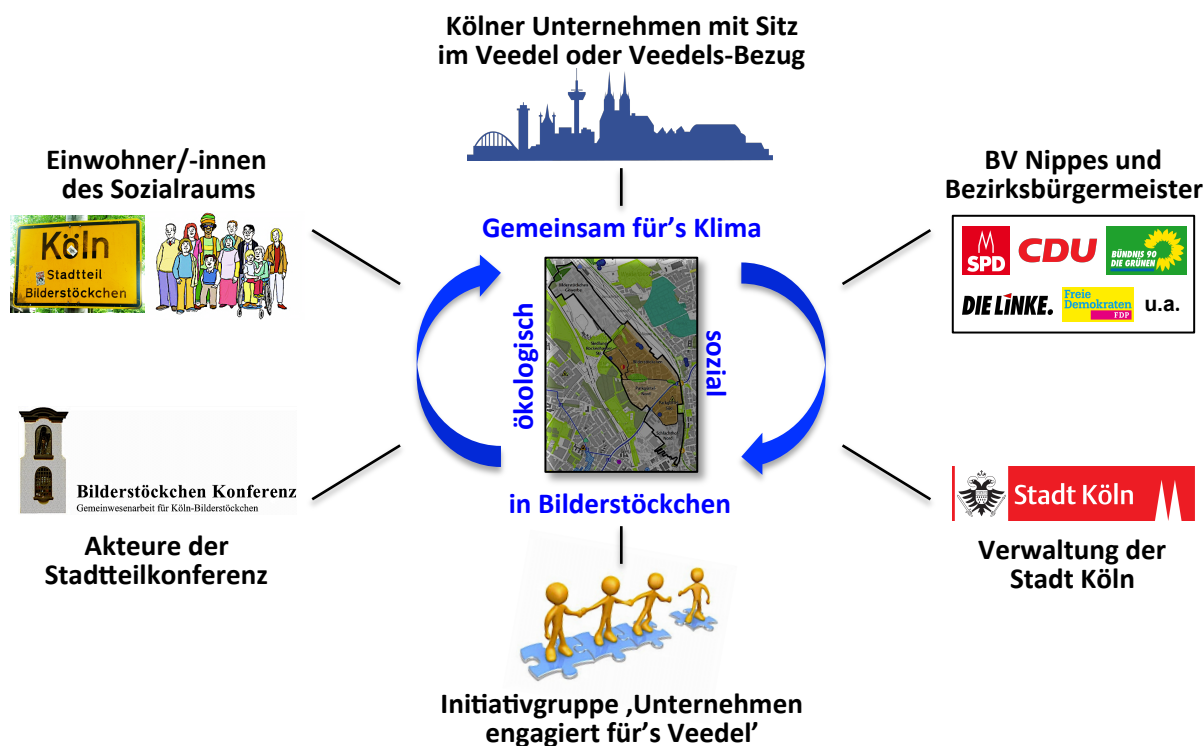 Kölner Unternehmen mit Sitz
im Veedel oder Veedels-Bezug
Einwohner/-innen
des Sozialraums
Köln
Stadtteil
Bilderstöckchen
BV Nippes und
Bezirksbürgermeister
SPD
CDU
BÜNDNIS 90
DIE GRÜNEN
DIE LINKE.
Freie
Demokraten
FDP
u.a.
Gemeinsam für's Klima
ökologisch
sozial
in Bilderstöckchen
Bilderstöckchen Konferenz
Gemeinwesenarbeit für Köln-Bilderstöckchen
Akteure der
Stadtteilkonferenz
Stadt Köln
Verwaltung der
Stadt Köln
Initiativgruppe ‚Unternehmen
engagiert für's Veedel'